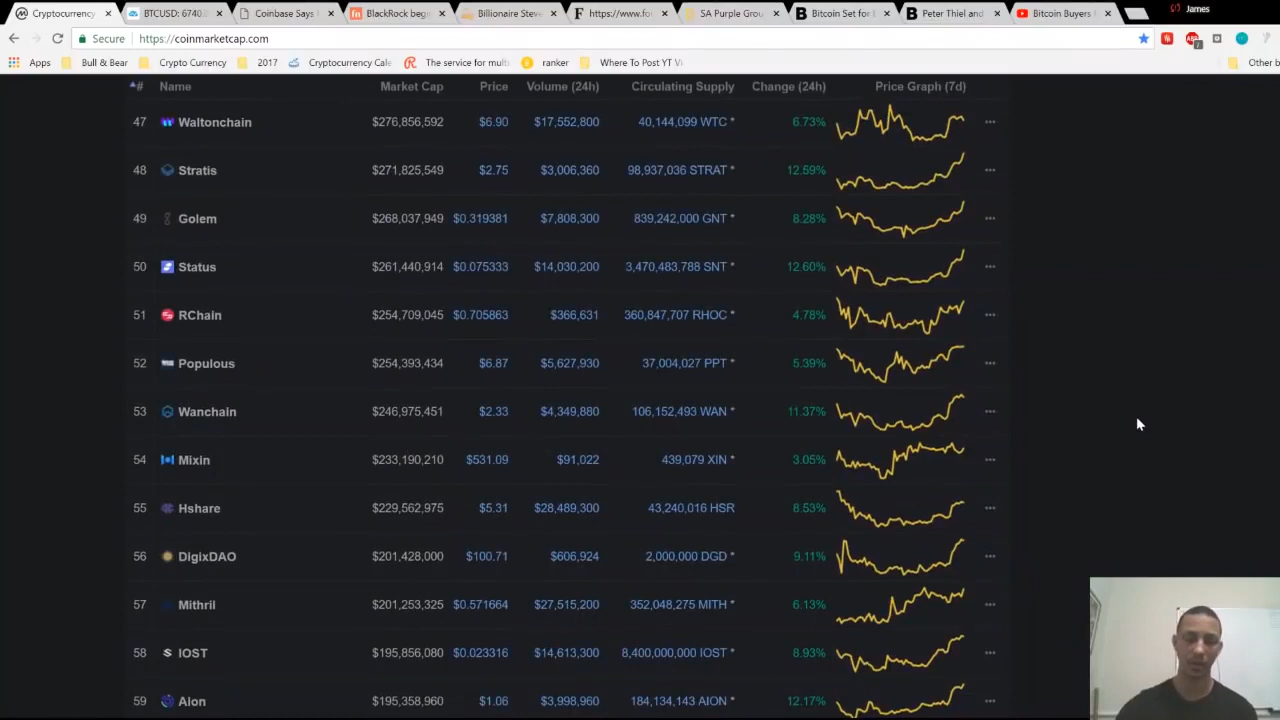 James
Cryptocurrency
BTCUSD: 6740.
Coinbase Says
BlackRock beg
Billionaire Steve
https://www.fo
SA Purple Grou
Bitcoin Set for B
Peter Thiel and
Bitcoin Buyers
Secure https://coinmarketcap.com
Apps Bull & Bear Crypto Currency 2017 Cryptocurrency Cale The service for mult ranker Where To Post YT Vi Other b
# Name Market Cap Price Volume (24h) Circulating Supply Change (24h) Price Graph (7d)
47 Waltonchain $276,856,592 $6.90 $17,552,800 40,144,099 WTC * 6.73%
48 Stratis $271,825,549 $2.75 $3,006,360 98,937,036 STRAT * 12.59%
49 Golem $268,037,949 $0.319381 $7,808,300 839,242,000 GNT * 8.28%
50 Status $261,440,914 $0.075333 $14,030,200 3,470,483,788 SNT * 12.60%
51 RChain $254,709,045 $0.705863 $366,631 360,847,707 RHOC * 4.78%
52 Populous $254,393,434 $6.87 $5,627,930 37,004,027 PPT * 5.39%
53 Wanchain $246,975,451 $2.33 $4,349,880 106,152,493 WAN * 11.37%
54 Mixin $233,190,210 $531.09 $91,022 439,079 XIN * 3.05%
55 Hshare $229,562,975 $5.31 $28,489,300 43,240,016 HSR 8.53%
56 DigixDAO $201,428,000 $100.71 $606,924 2,000,000 DGD * 9.11%
57 Mithril $201,253,325 $0.571664 $27,515,200 352,048,275 MITH * 6.13%
58 IOST $195,856,080 $0.023316 $14,613,300 8,400,000,000 IOST * 8.93%
59 Aion $195,358,960 $1.06 $3,998,960 184,134,143 AION * 12.17%